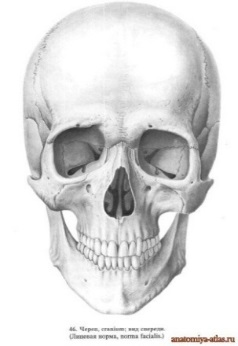 46. Череп, cranium; вид спереди.
(Лицевая норма, norma facialis.)
anatomiya-atlas.ru